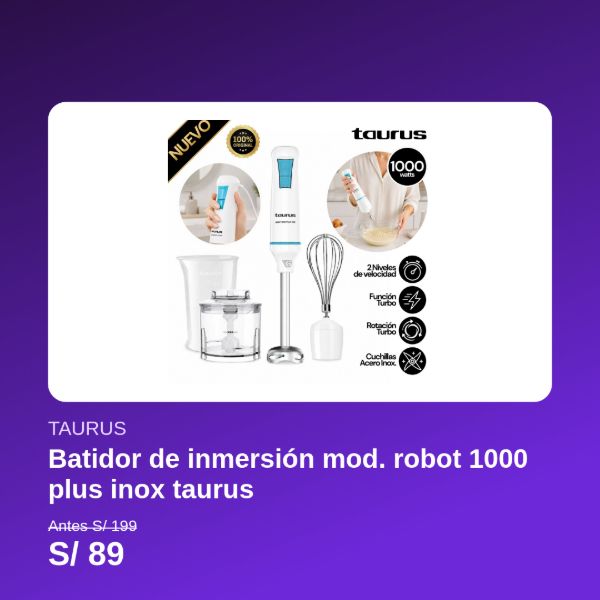 NUEVO
100%
ORIGINAL
taurus
1000
watts
taurus
2 Niveles
de velocidad
Función
Turbo
Rotación
Turbo
Cuchillas
Acero Inox.
TAURUS
Batidor de inmersión mod. robot 1000
plus inox taurus
Antes S/ 199
S/ 89